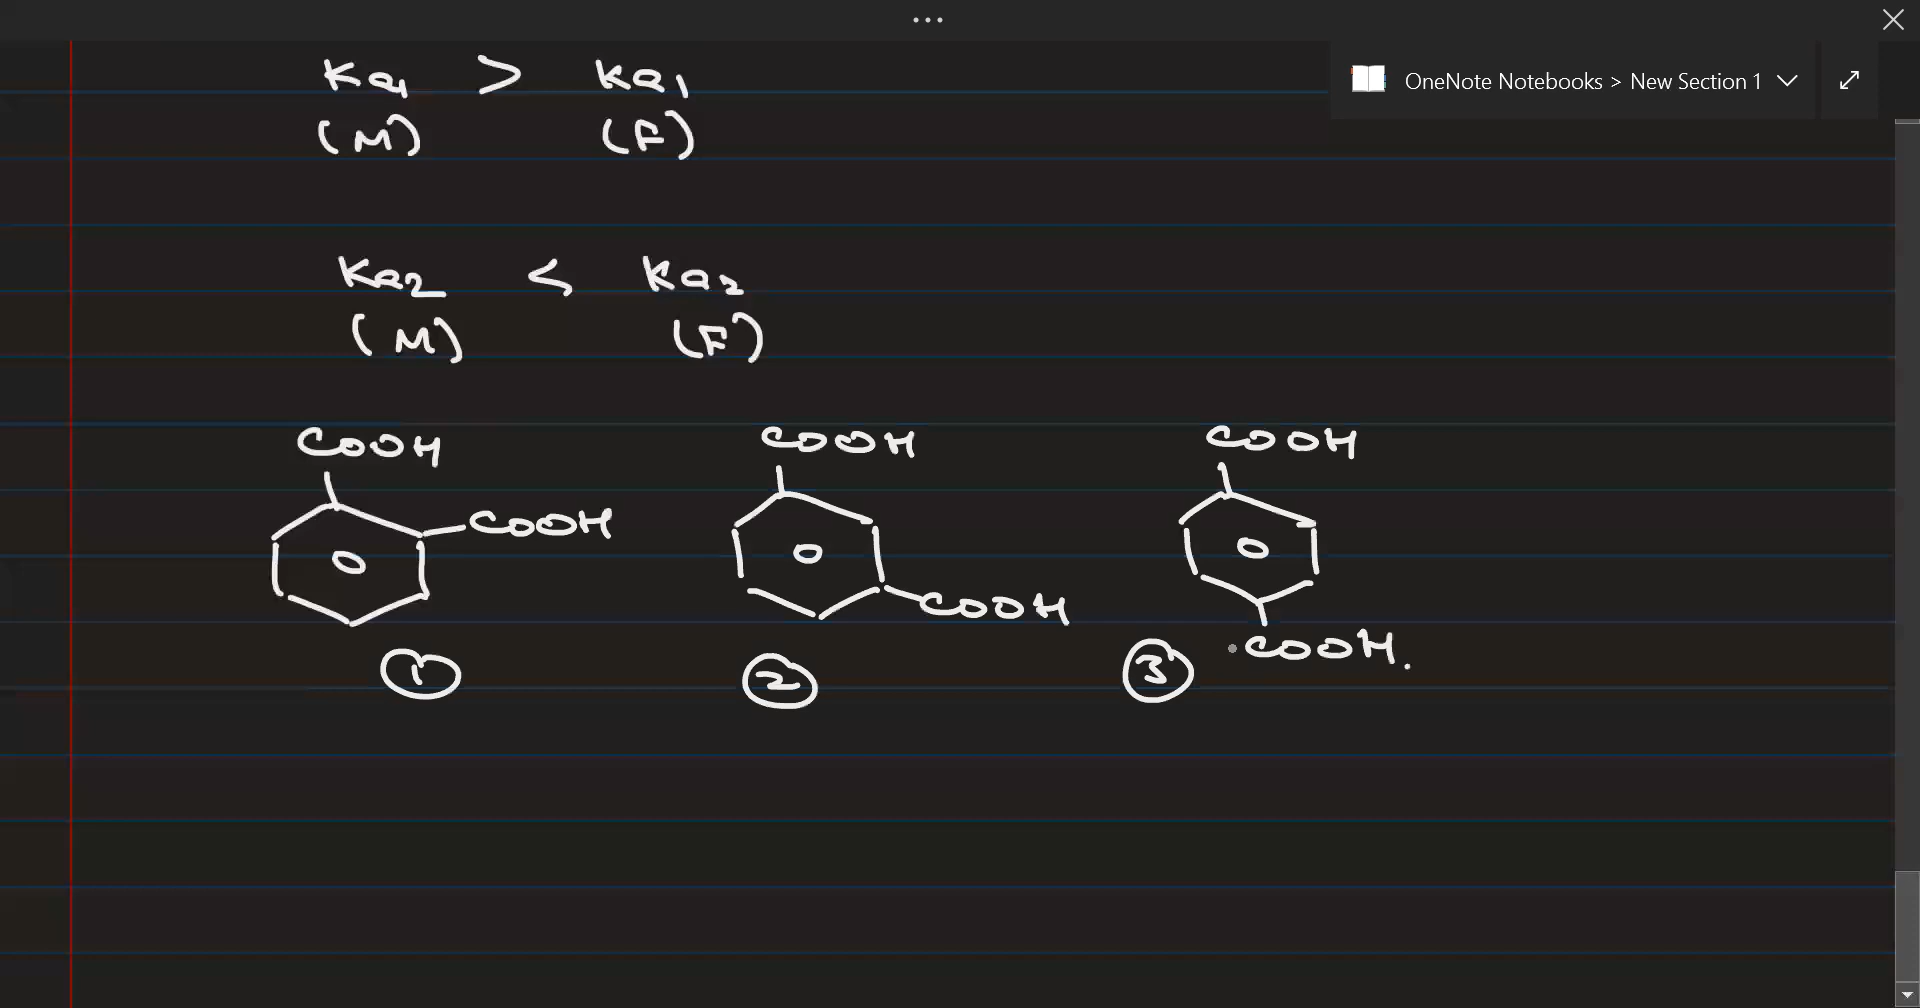 ...
OneNote Notebooks > New Section 1
Ka1 > Ka1
(M) (F)
Ka2 < Ka2
(M) (F)
COOH COOH COOH
COOH
COOH
COOH.
1 2 3